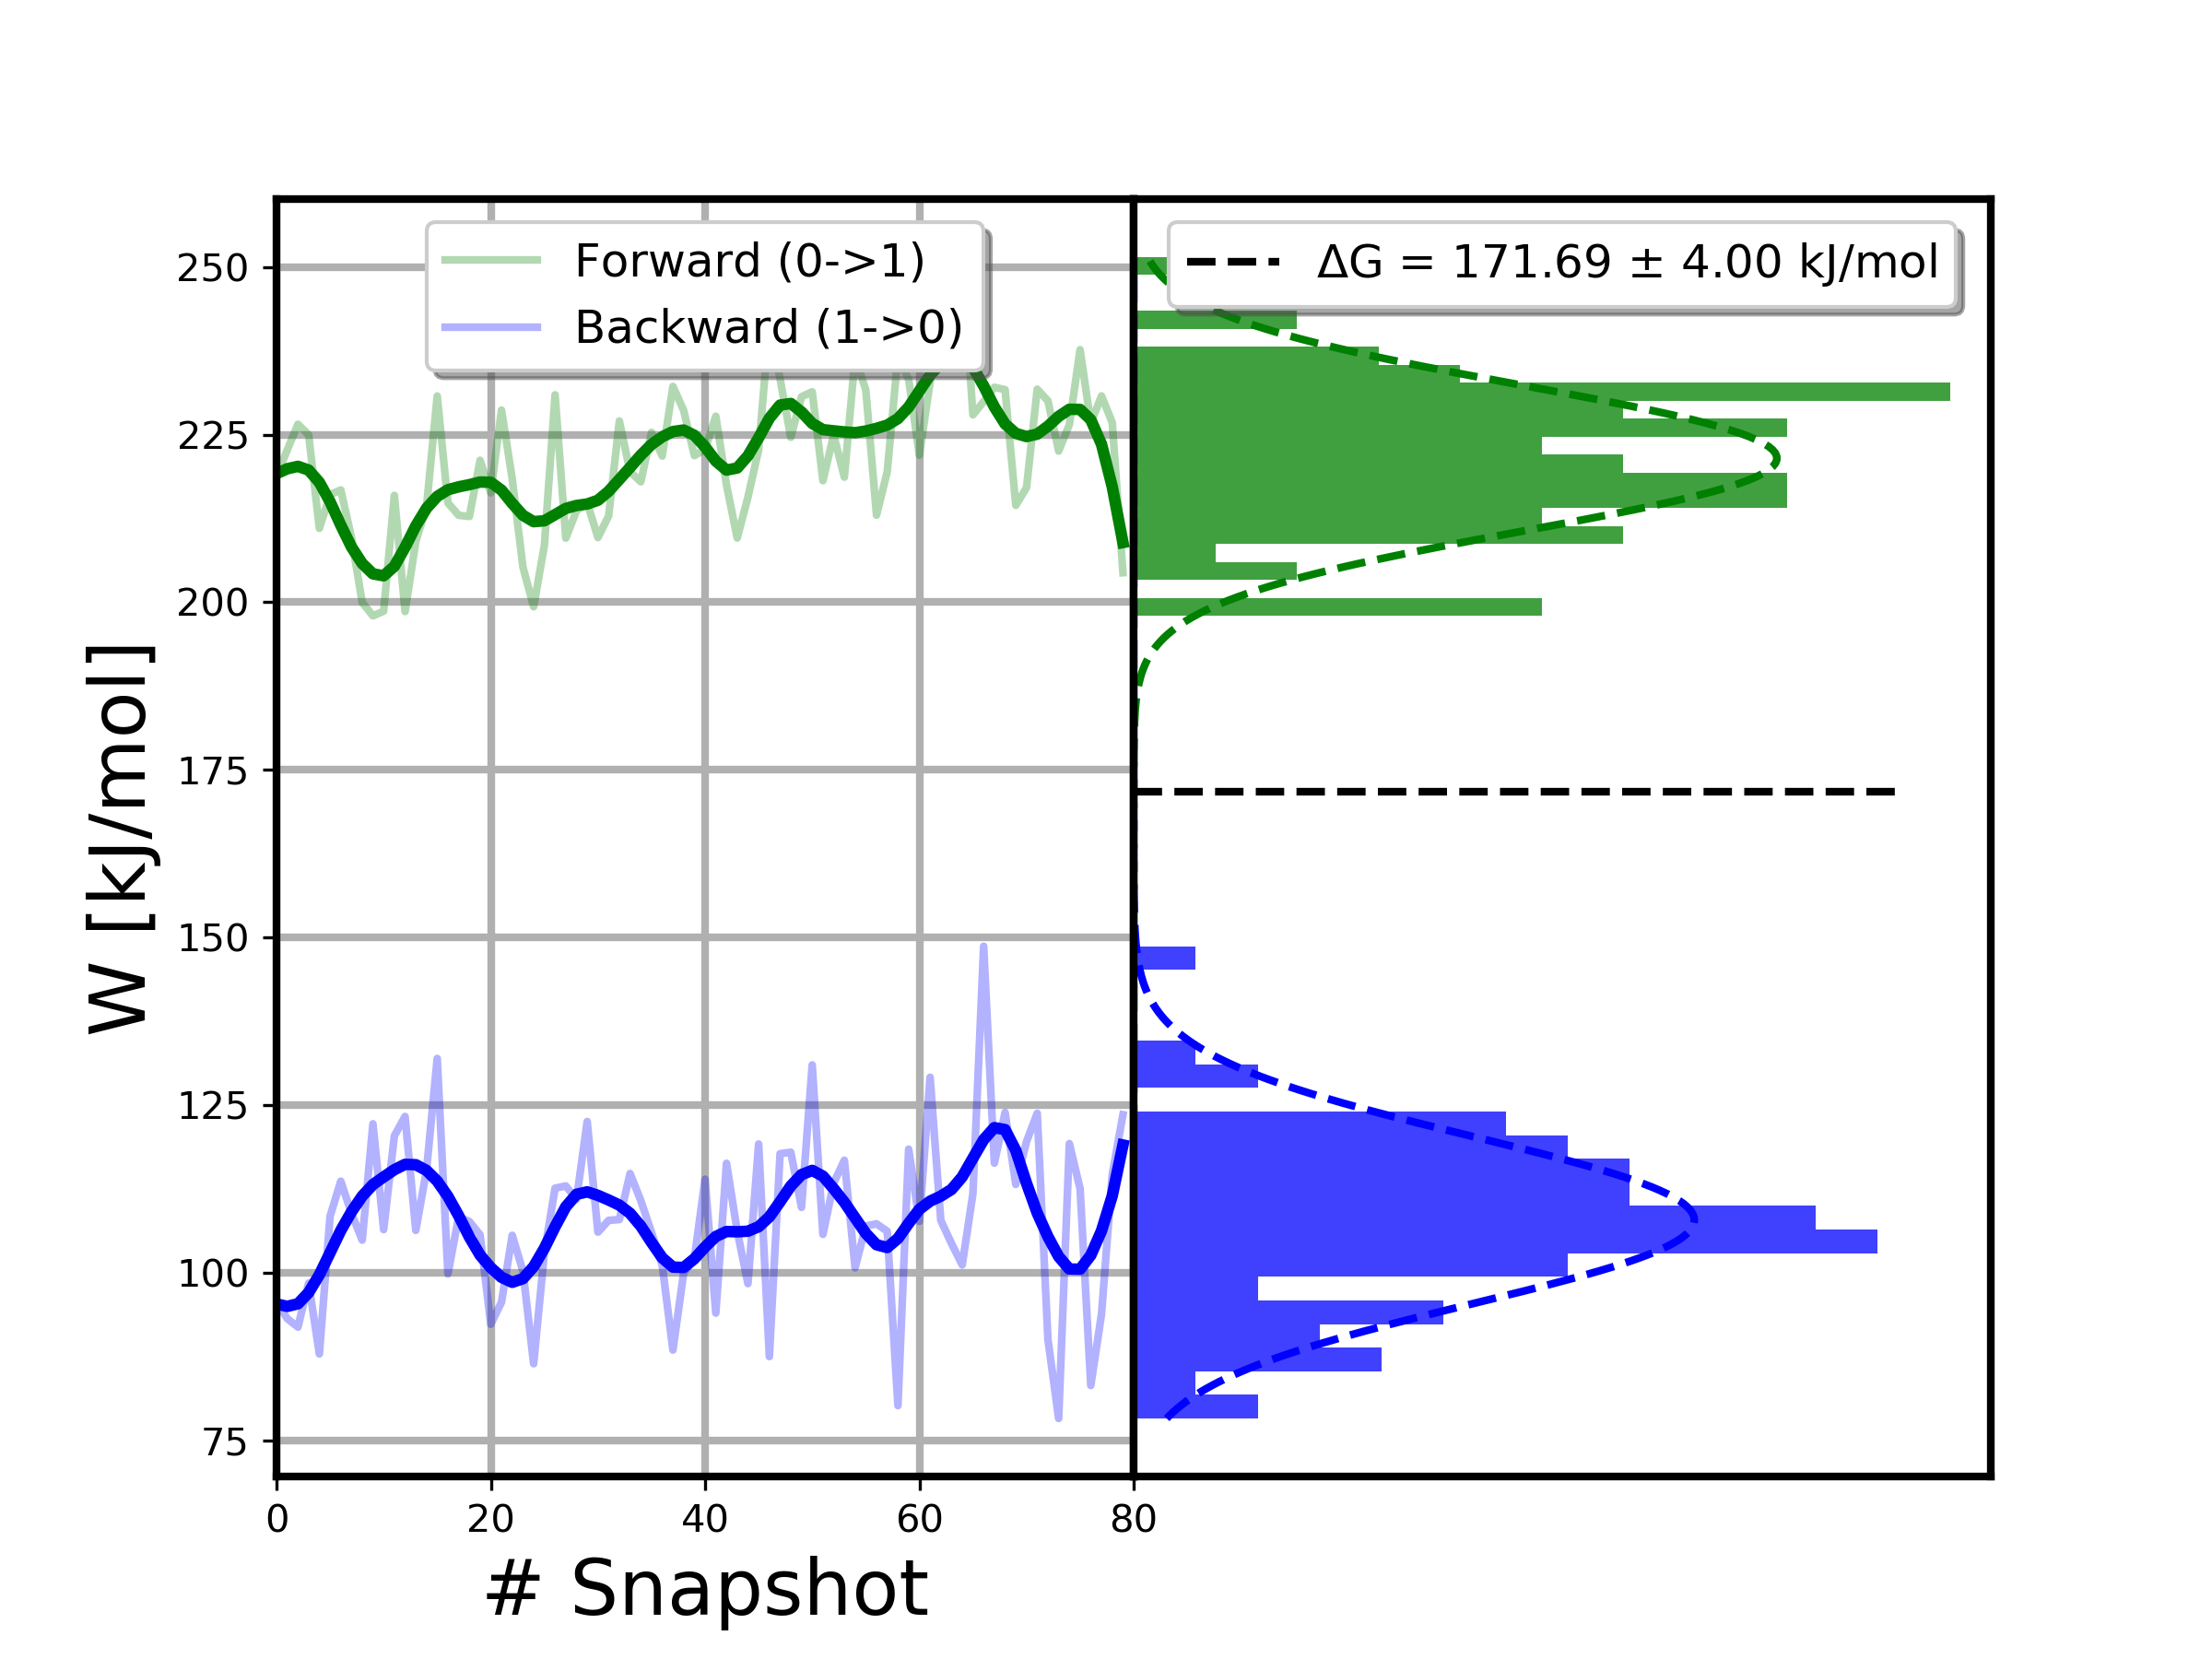 Forward (0->1)
Backward (1->0)
ΔG = 171.69 ± 4.00 kJ/mol
W [kJ/mol]
250
225
200
175
150
125
100
75
0 20 40 60 80
# Snapshot